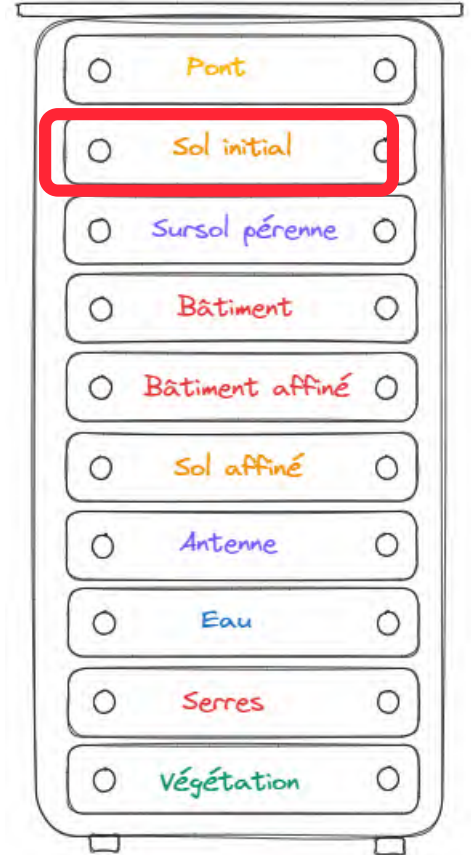 Pont
Sol initial
Sursol pérenne
Bâtiment
Bâtiment affiné
Sol affiné
Antenne
Eau
Serres
Végétation